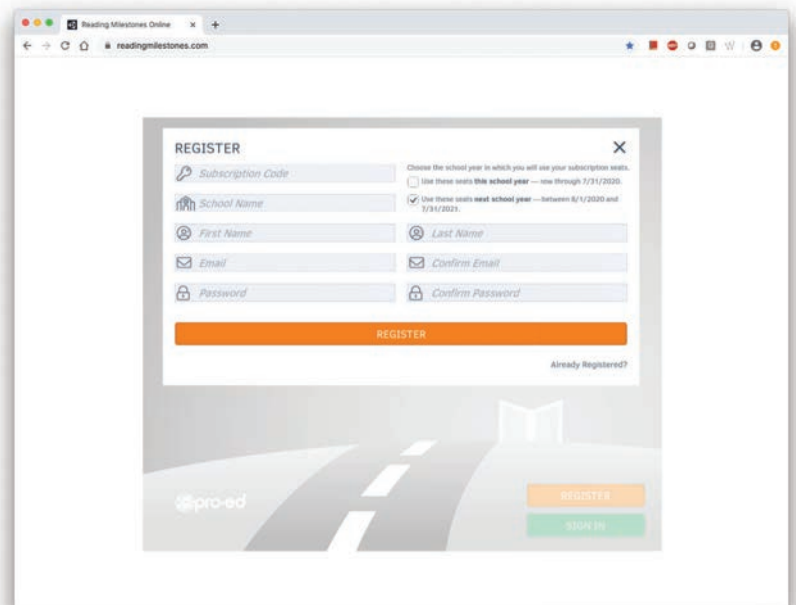 Reading Milestones Online
readingmilestones.com
REGISTER
Subscription Code
Choose the school year in which you will use your subscription seats.
Use these seats this school year — now through 7/31/2020.
School Name
Use these seats next school year — between 8/1/2020 and
7/31/2021.
First Name
Last Name
Email
Confirm Email
Password
Confirm Password
REGISTER
Already Registered?
pro-ed
REGISTER
SIGN IN